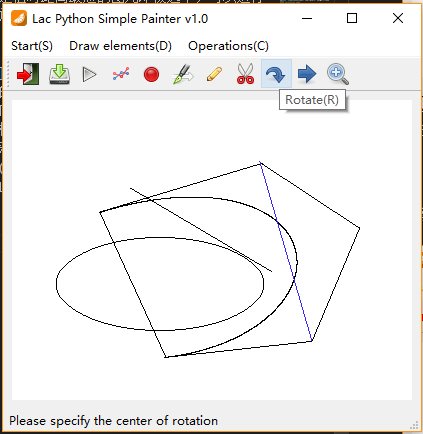 Lac Python Simple Painter v1.0
Start(S) Draw elements(D) Operations(C)
Rotate(R)
Please specify the center of rotation